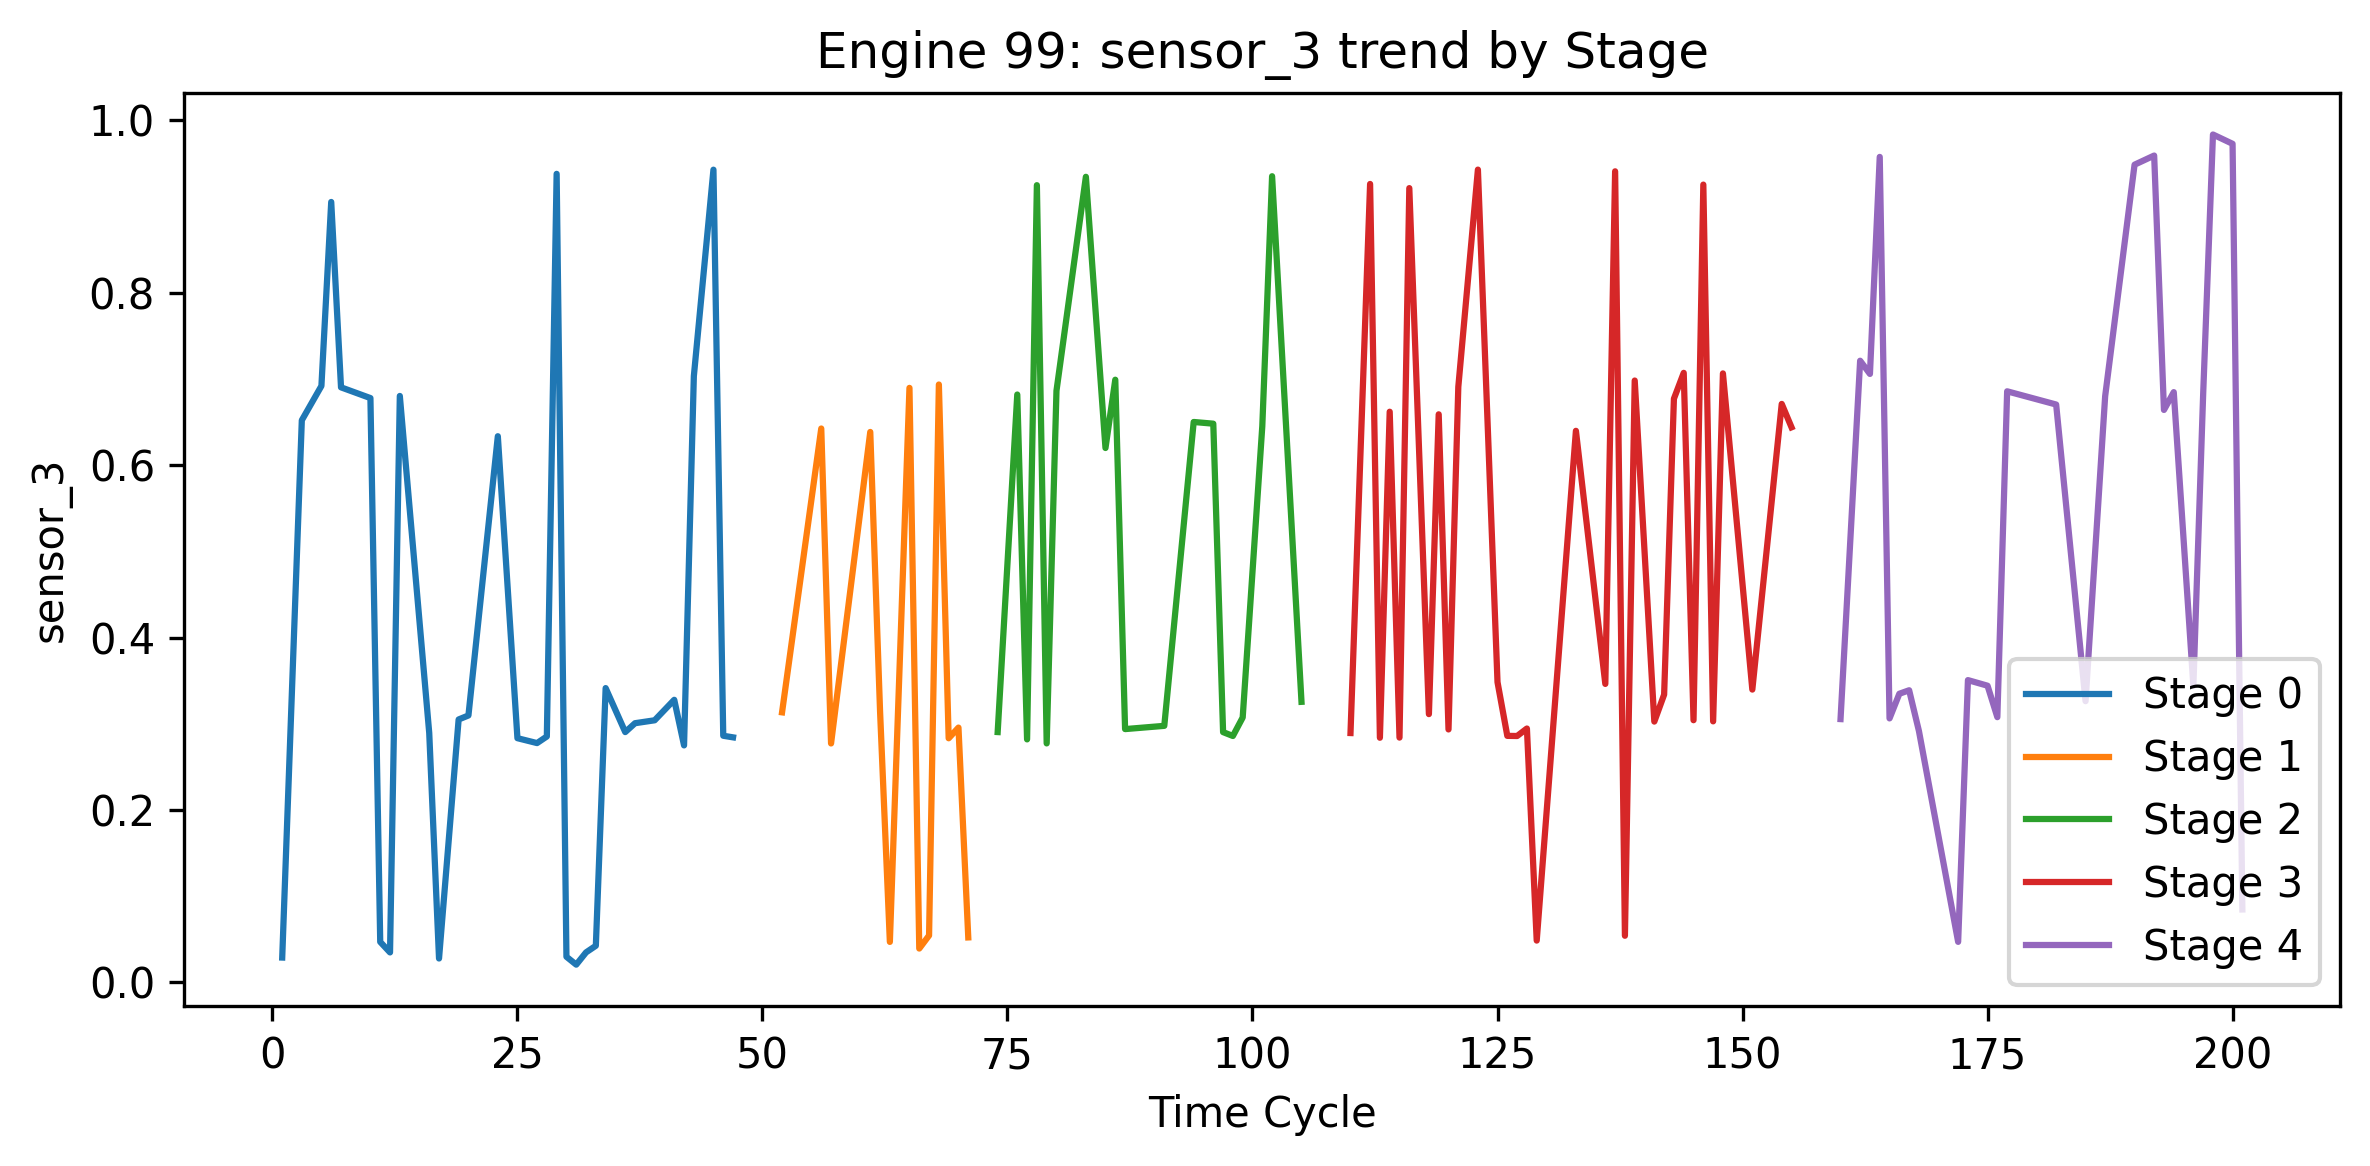 Engine 99: sensor_3 trend by Stage
1.0
0.8
0.6
0.4
0.2
0.0
sensor_3
0 25 50 75 100 125 150 175 200
Time Cycle
Stage 0
Stage 1
Stage 2
Stage 3
Stage 4